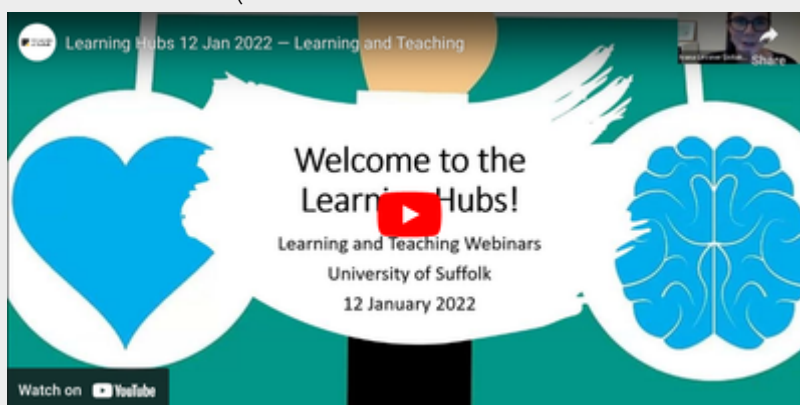 Learning Hubs 12 Jan 2022 — Learning and Teaching
Share
Welcome to the
Learning Hubs!
Learning and Teaching Webinars
University of Suffolk
12 January 2022
Watch on YouTube